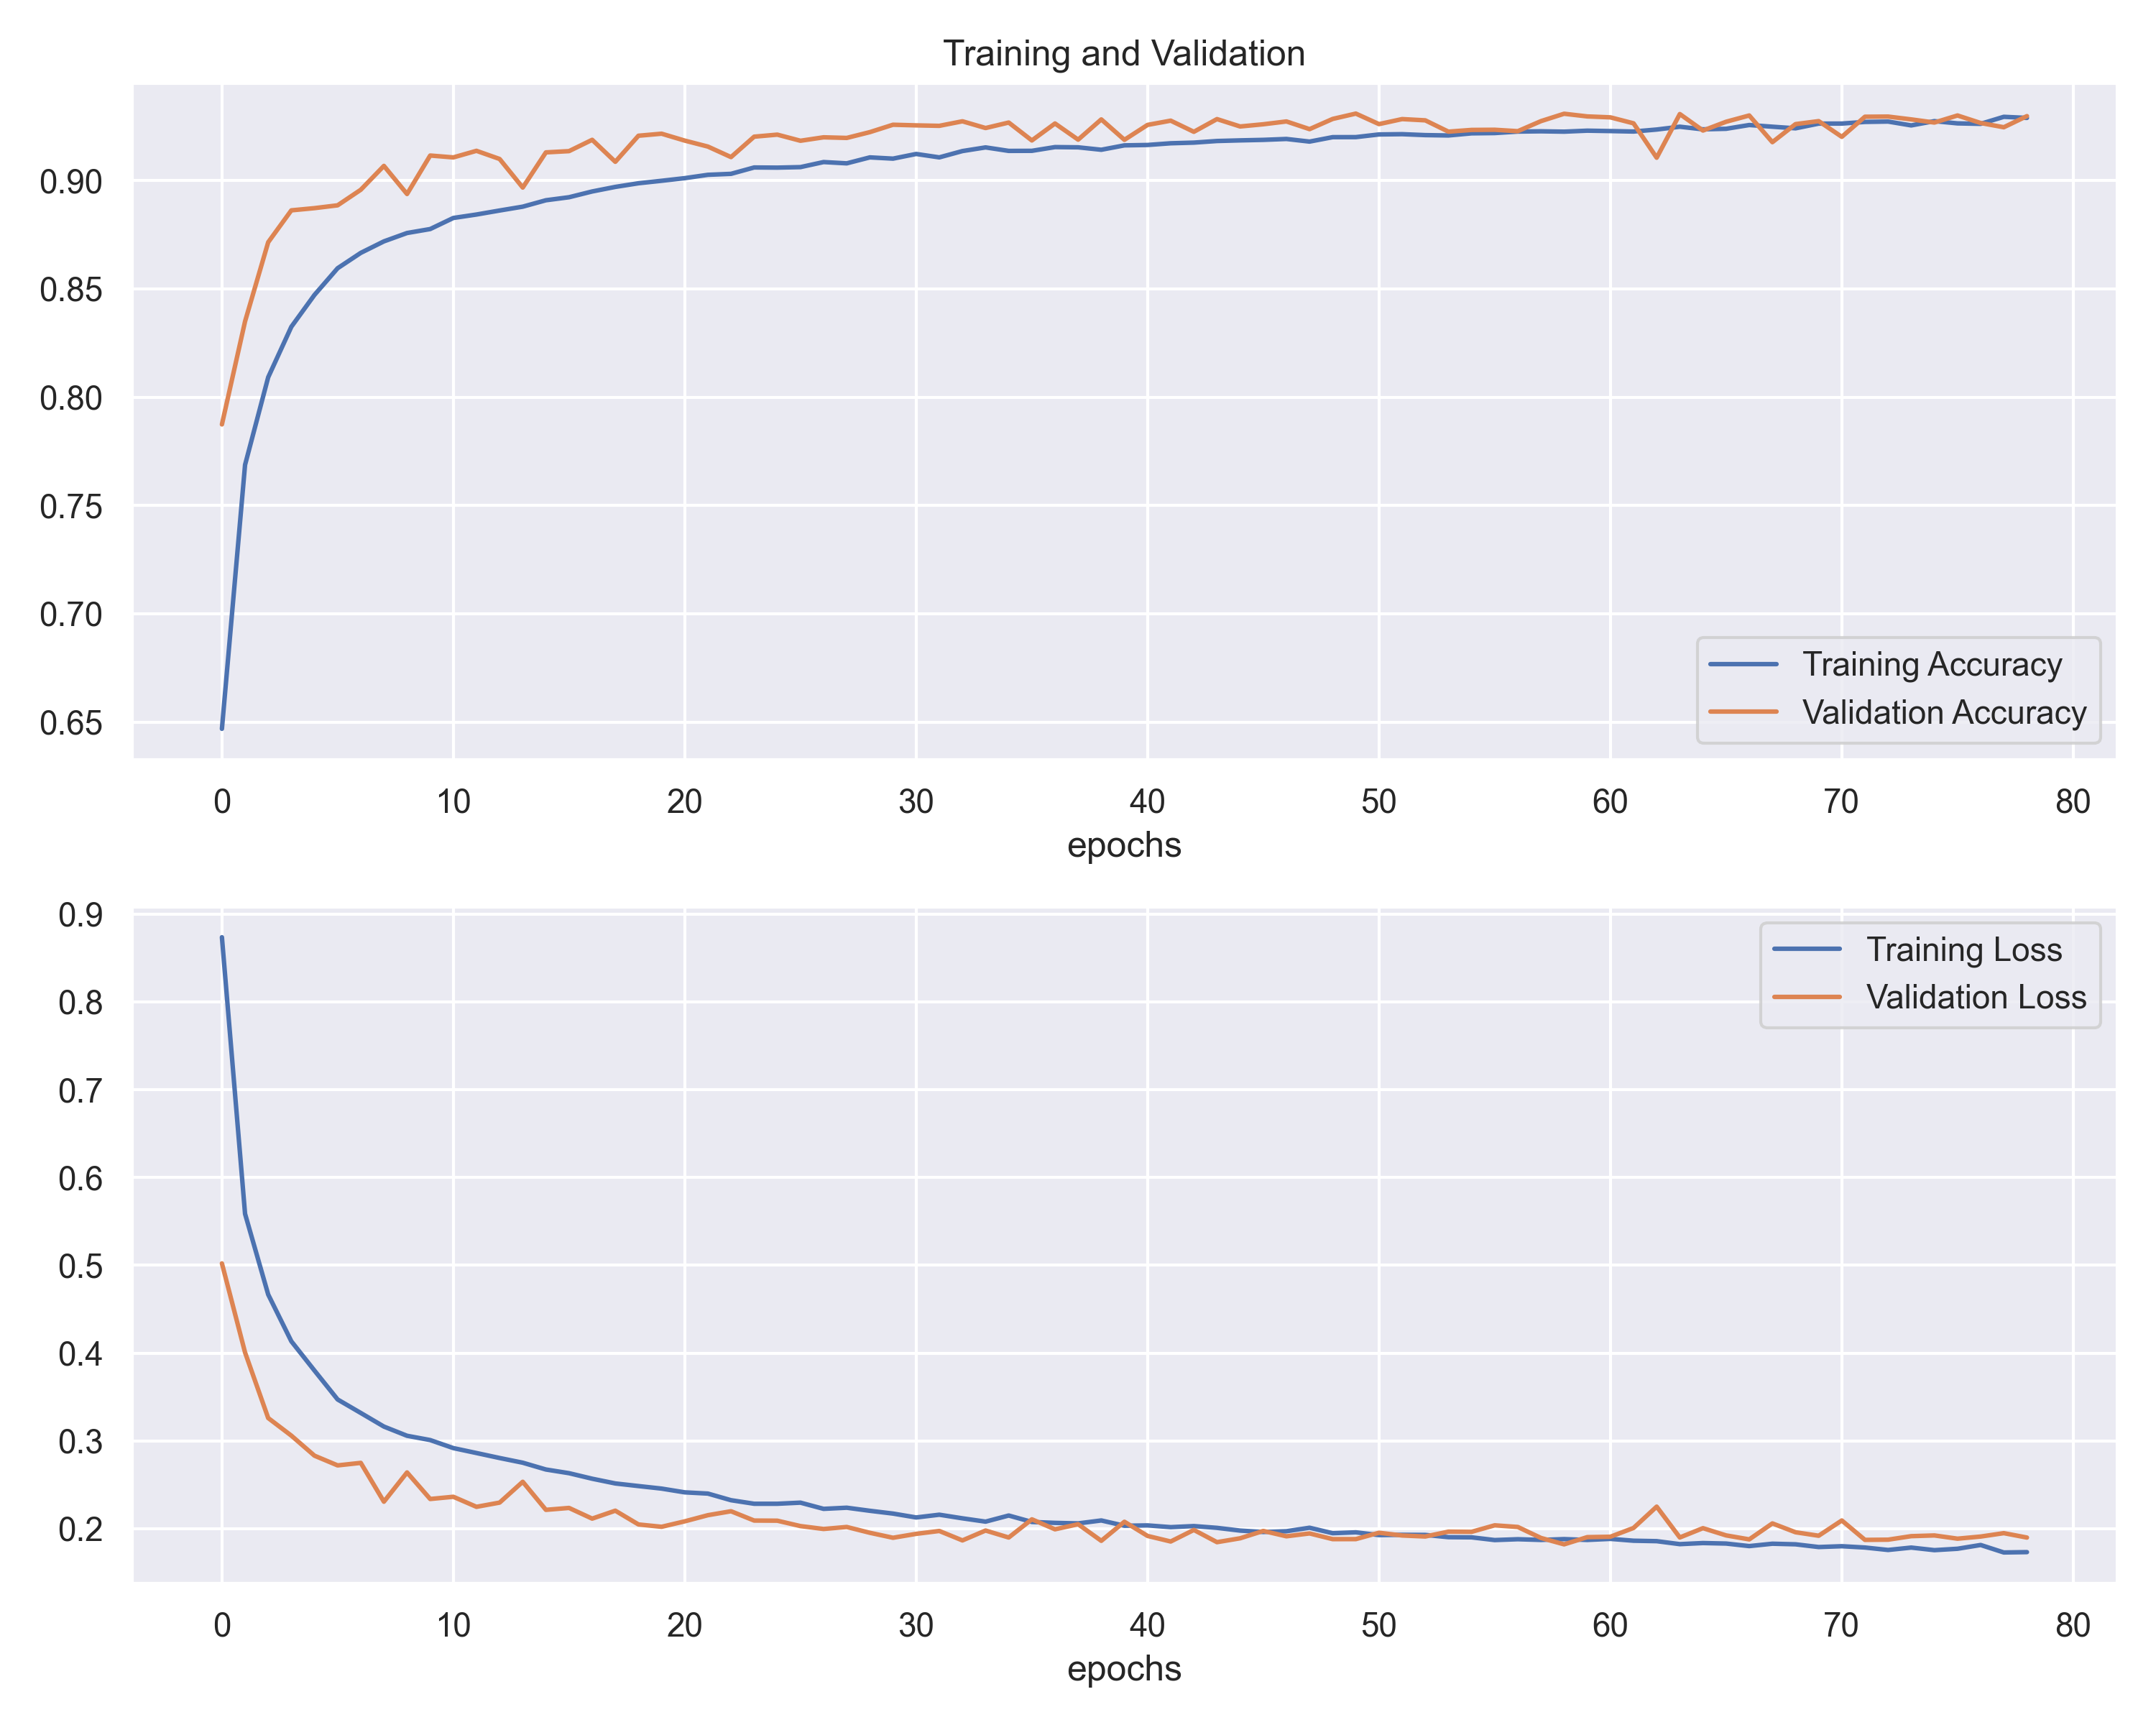 Training and Validation
0.90
0.85
0.80
0.75
0.70
0.65
Training Accuracy
Validation Accuracy
0 10 20 30 40 50 60 70 80
epochs
0.9
0.8
0.7
0.6
0.5
0.4
0.3
0.2
Training Loss
Validation Loss
0 10 20 30 40 50 60 70 80
epochs